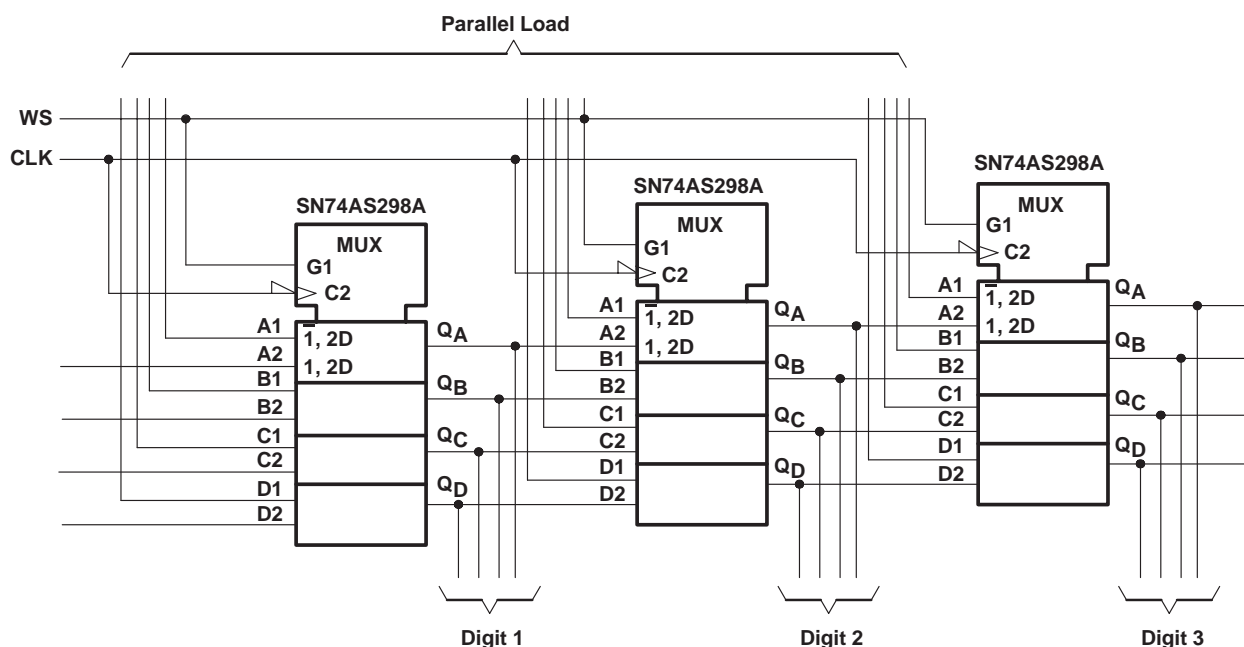 Parallel Load
WS
CLK
SN74AS298A
MUX
G1
C2
A1
1, 2D
A2
1, 2D
B1
B2
C1
C2
D1
D2
QA
QB
QC
QD
Digit 1
SN74AS298A
MUX
G1
C2
A1
1, 2D
A2
1, 2D
B1
B2
C1
C2
D1
D2
QA
QB
QC
QD
Digit 2
SN74AS298A
MUX
G1
C2
A1
1, 2D
A2
1, 2D
B1
B2
C1
C2
D1
D2
QA
QB
QC
QD
Digit 3